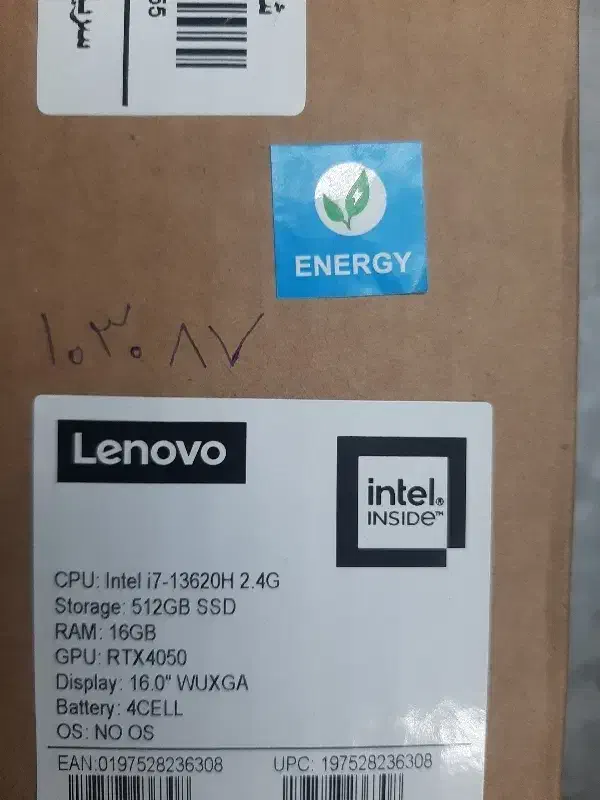 55
ENERGY
۱۰۳۰۸۷
Lenovo
intel®
INSIDE™
CPU: Intel i7-13620H 2.4G
Storage: 512GB SSD
RAM: 16GB
GPU: RTX4050
Display: 16.0" WUXGA
Battery: 4CELL
OS: NO OS
EAN:0197528236308 UPC: 197528236308